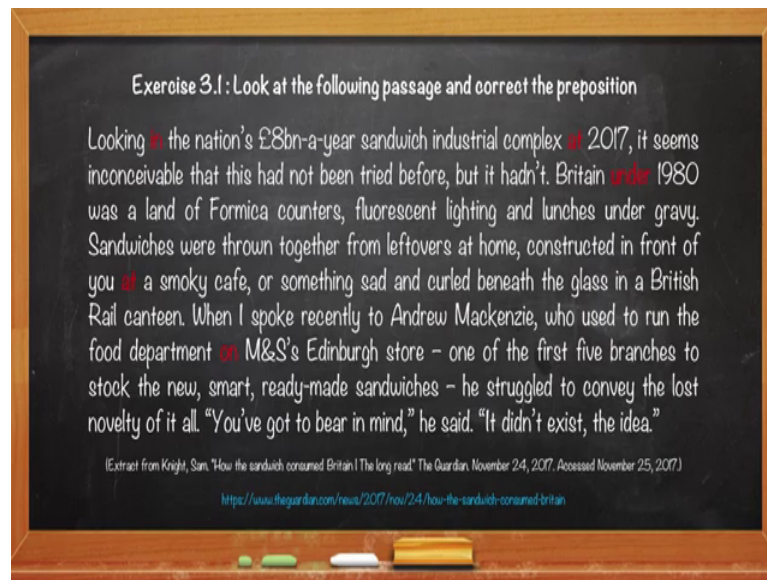 Exercise 3.1 : Look at the following passage and correct the preposition
Looking in the nation's £8bn-a-year sandwich industrial complex at 2017, it seems
inconceivable that this had not been tried before, but it hadn't. Britain under 1980
was a land of Formica counters, fluorescent lighting and lunches under gravy.
Sandwiches were thrown together from leftovers at home, constructed in front of
you at a smoky cafe, or something sad and curled beneath the glass in a British
Rail canteen. When I spoke recently to Andrew Mackenzie, who used to run the
food department on M&S's Edinburgh store – one of the first five branches to
stock the new, smart, ready-made sandwiches – he struggled to convey the lost
novelty of it all. "You've got to bear in mind," he said. "It didn't exist, the idea."
(Extract from Knight, Sam. "How the sandwich consumed Britain | The long read." The Guardian. November 24, 2017. Accessed November 25, 2017.)
https://www.theguardian.com/news/2017/nov/24/how-the-sandwich-consumed-britain